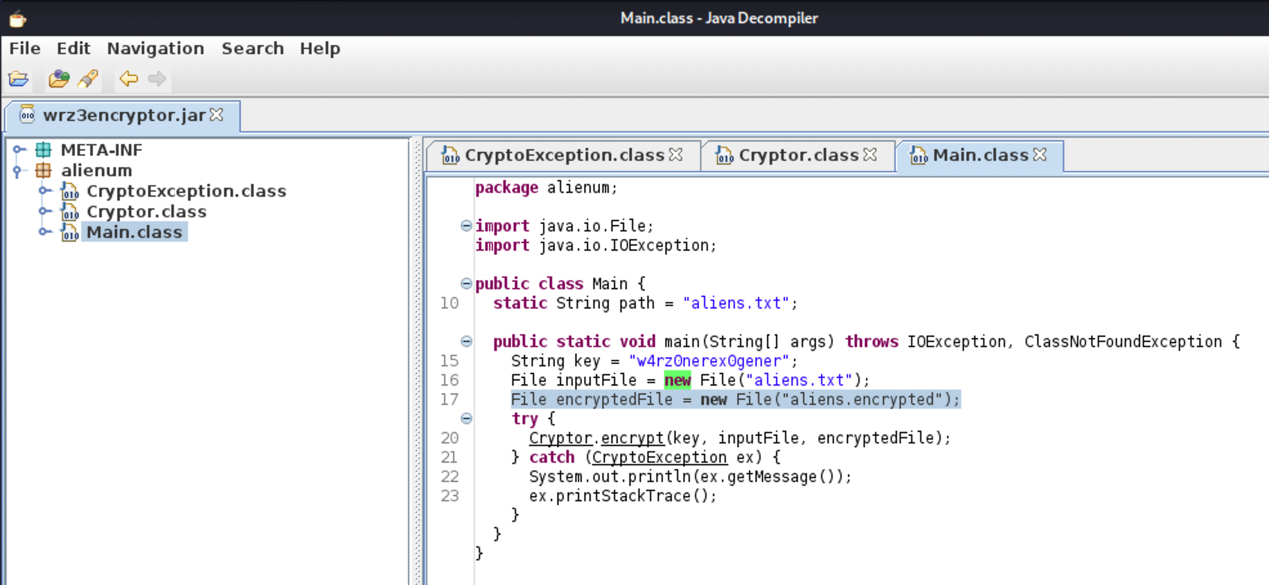 Main.class - Java Decompiler
File Edit Navigation Search Help
wrz3encryptor.jar
META-INF
alienum
CryptoException.class
Cryptor.class
Main.class
CryptoException.class Cryptor.class Main.class
package alienum;
import java.io.File;
import java.io.IOException;
public class Main {
10 static String path = "aliens.txt";
public static void main(String[] args) throws IOException, ClassNotFoundException {
15 String key = "w4rz0nerex0gener";
16 File inputFile = new File("aliens.txt");
17 File encryptedFile = new File("aliens.encrypted");
try {
20 Cryptor.encrypt(key, inputFile, encryptedFile);
21 } catch (CryptoException ex) {
22 System.out.println(ex.getMessage());
23 ex.printStackTrace();
}
}
}